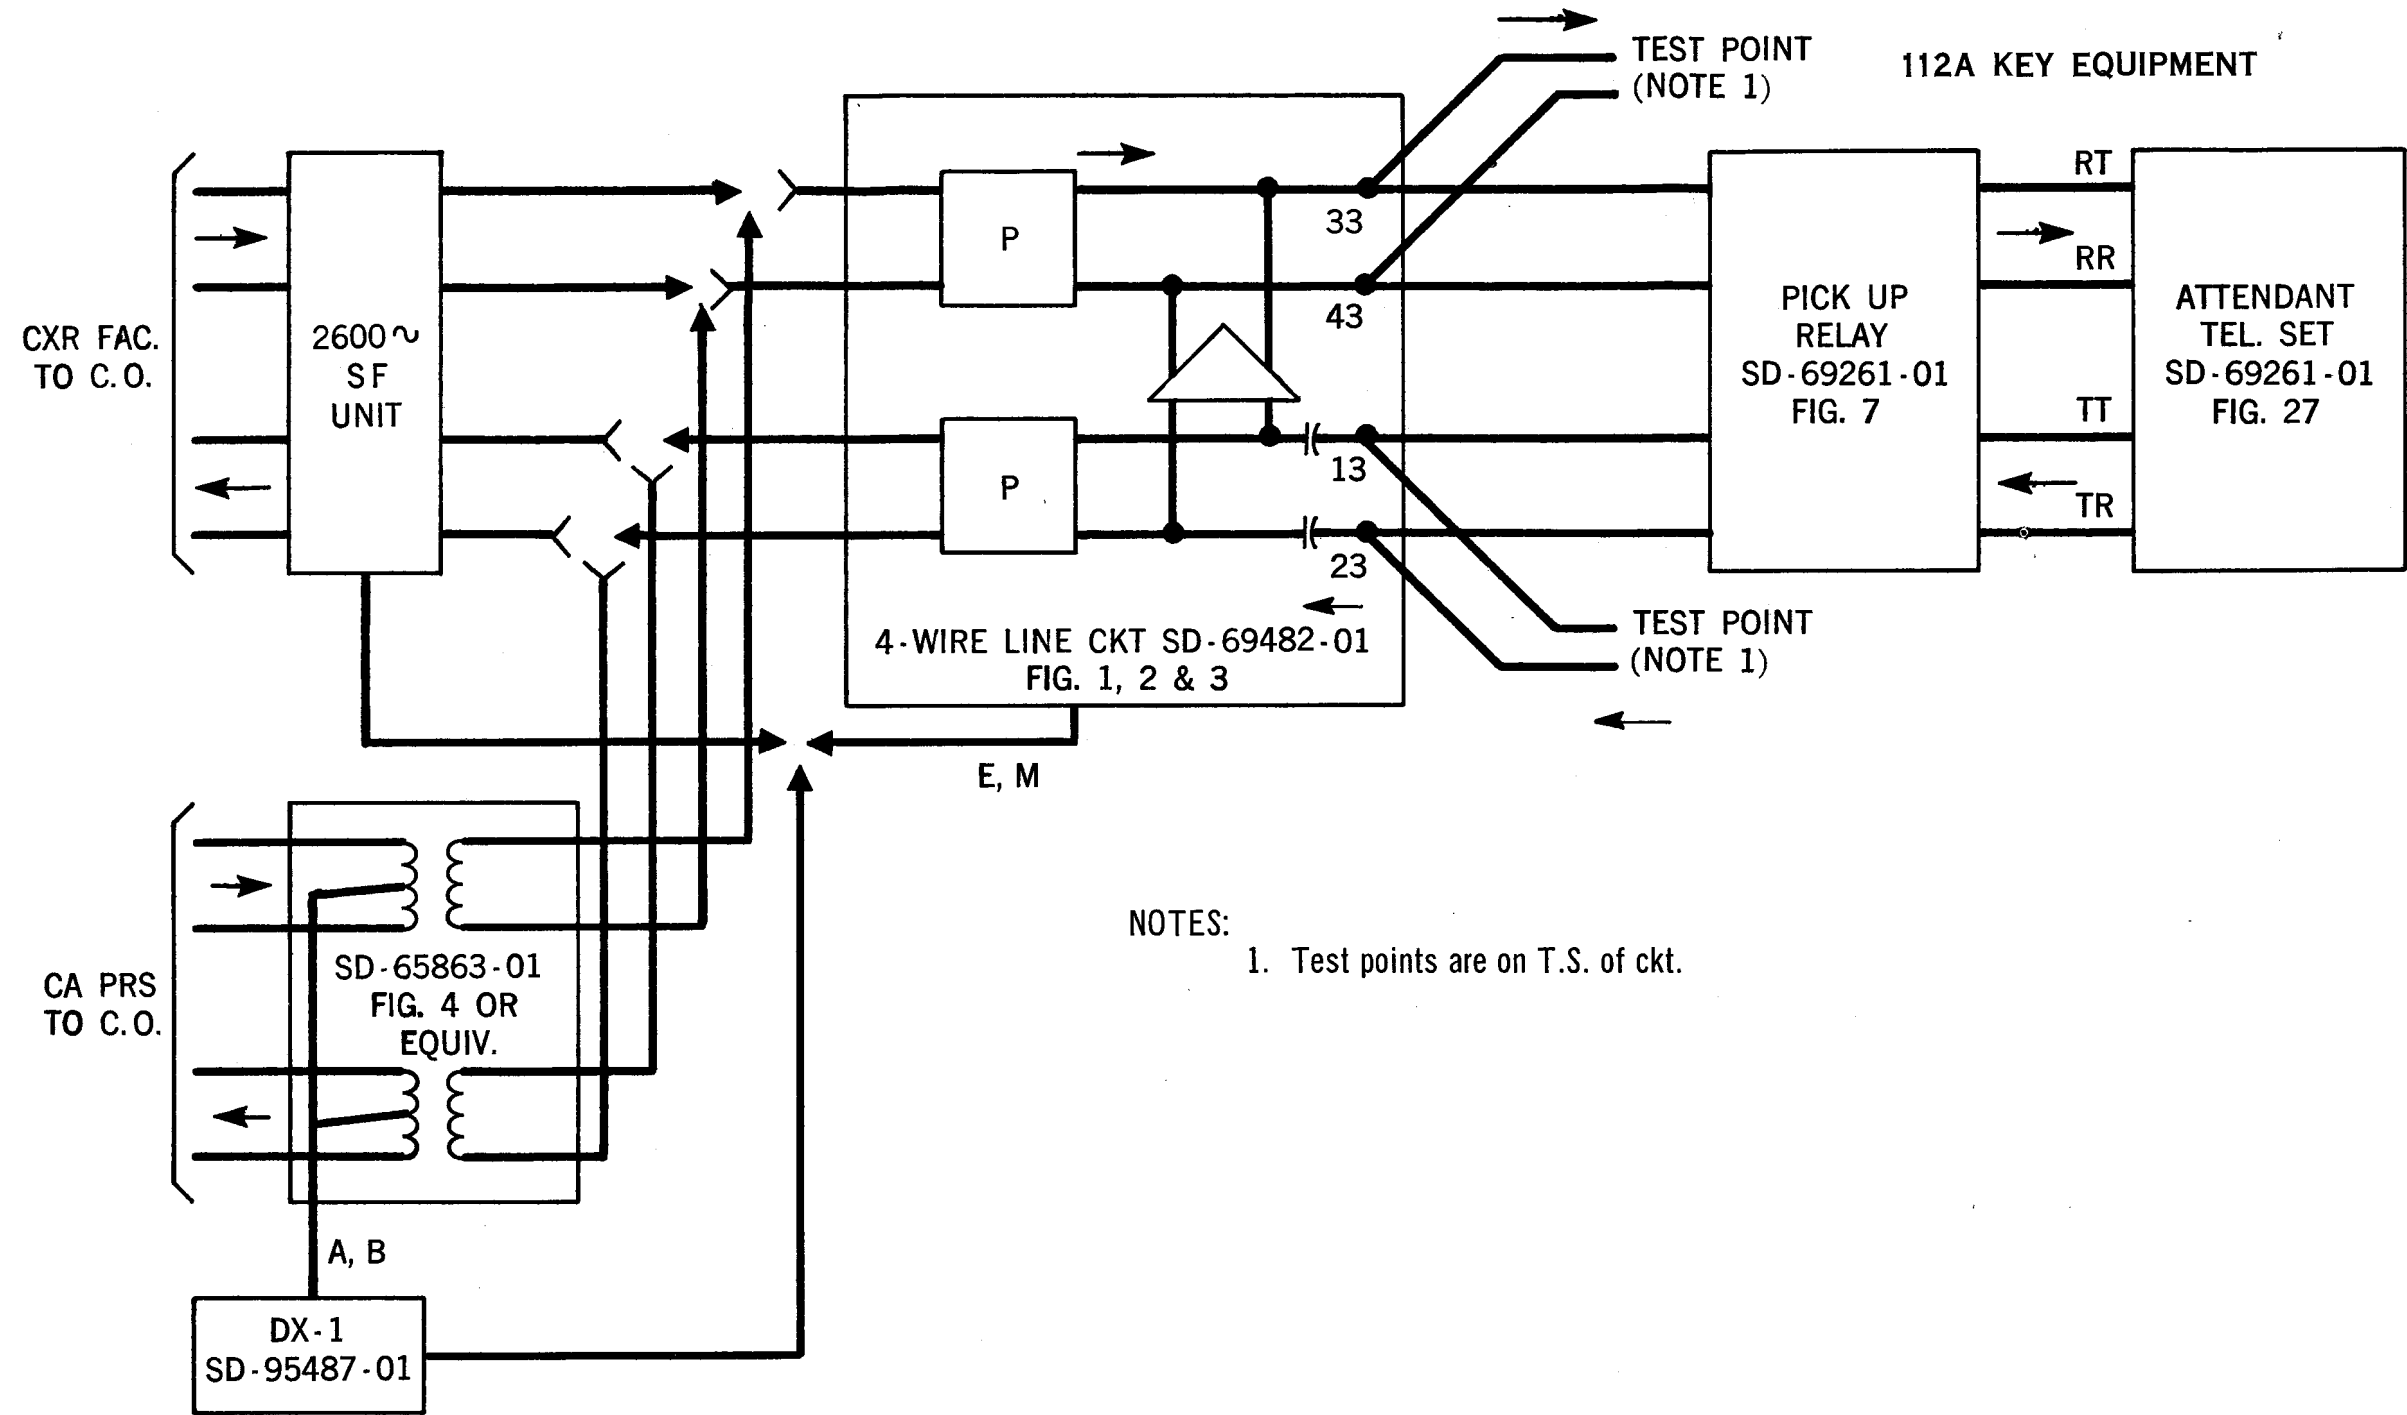 TEST POINT
(NOTE 1)
112A KEY EQUIPMENT
CXR FAC.
TO C.O.
2600~
SF
UNIT
P
P
33
43
13
23
4-WIRE LINE CKT SD-69482-01
FIG. 1, 2 & 3
PICK UP
RELAY
SD-69261-01
FIG. 7
RT
RR
TT
TR
ATTENDANT
TEL. SET
SD-69261-01
FIG. 27
TEST POINT
(NOTE 1)
E, M
CA PRS
TO C.O.
SD-65863-01
FIG. 4 OR
EQUIV.
A, B
DX-1
SD-95487-01
NOTES:
1. Test points are on T.S. of ckt.